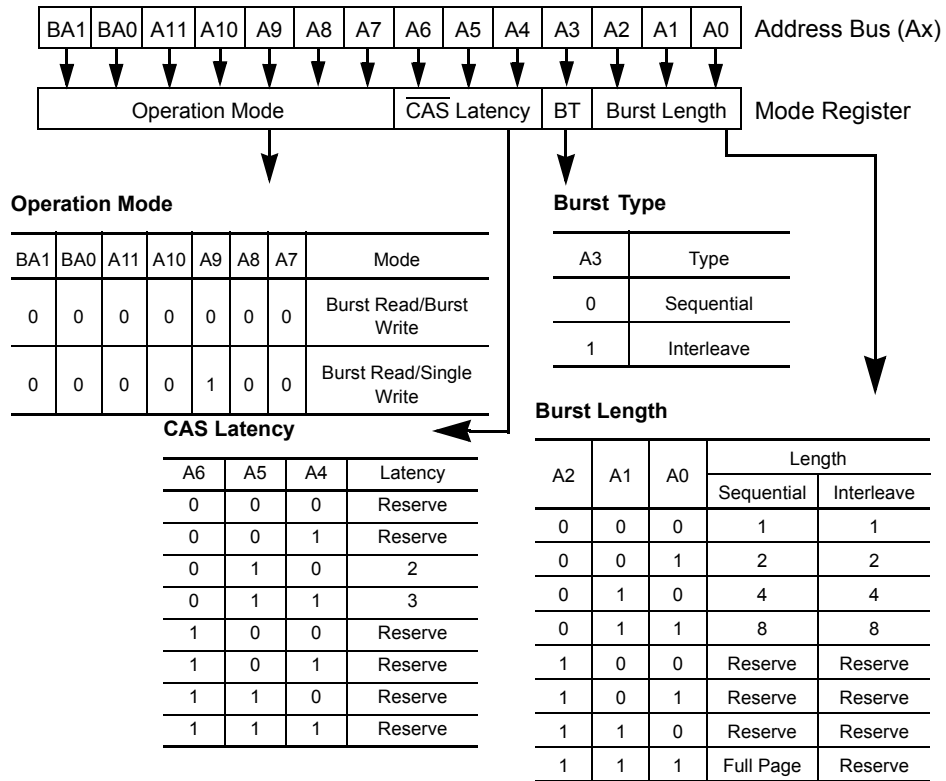 BA1 BA0 A11 A10 A9 A8 A7 A6 A5 A4 A3 A2 A1 A0 Address Bus (Ax)
Operation Mode CAS Latency BT Burst Length Mode Register
Operation Mode
BA1 BA0 A11 A10 A9 A8 A7 Mode
0 0 0 0 0 0 0 Burst Read/Burst
Write
0 0 0 0 1 0 0 Burst Read/Single
Write
Burst Type
A3 Type
0 Sequential
1 Interleave
CAS Latency
A6 A5 A4 Latency
0 0 0 Reserve
0 0 1 Reserve
0 1 0 2
0 1 1 3
1 0 0 Reserve
1 0 1 Reserve
1 1 0 Reserve
1 1 1 Reserve
Burst Length
A2 A1 A0 Length
Sequential Interleave
0 0 0 1 1
0 0 1 2 2
0 1 0 4 4
0 1 1 8 8
1 0 0 Reserve Reserve
1 0 1 Reserve Reserve
1 1 0 Reserve Reserve
1 1 1 Full Page Reserve